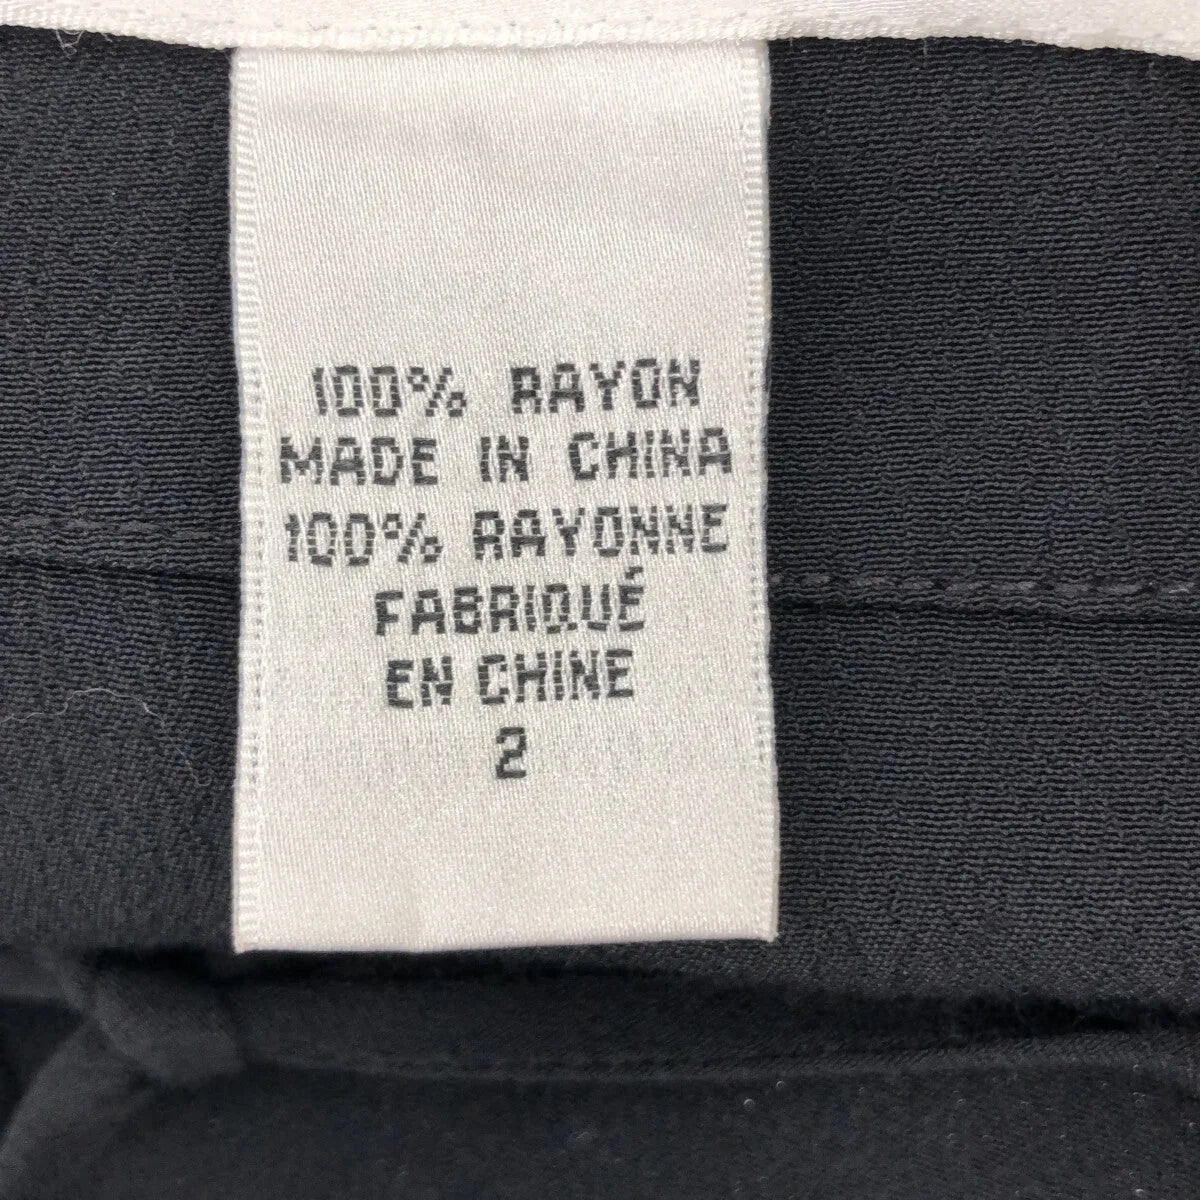 100% RAYON
MADE IN CHINA
100% RAYONNE
FABRIQUÉ
EN CHINE
2